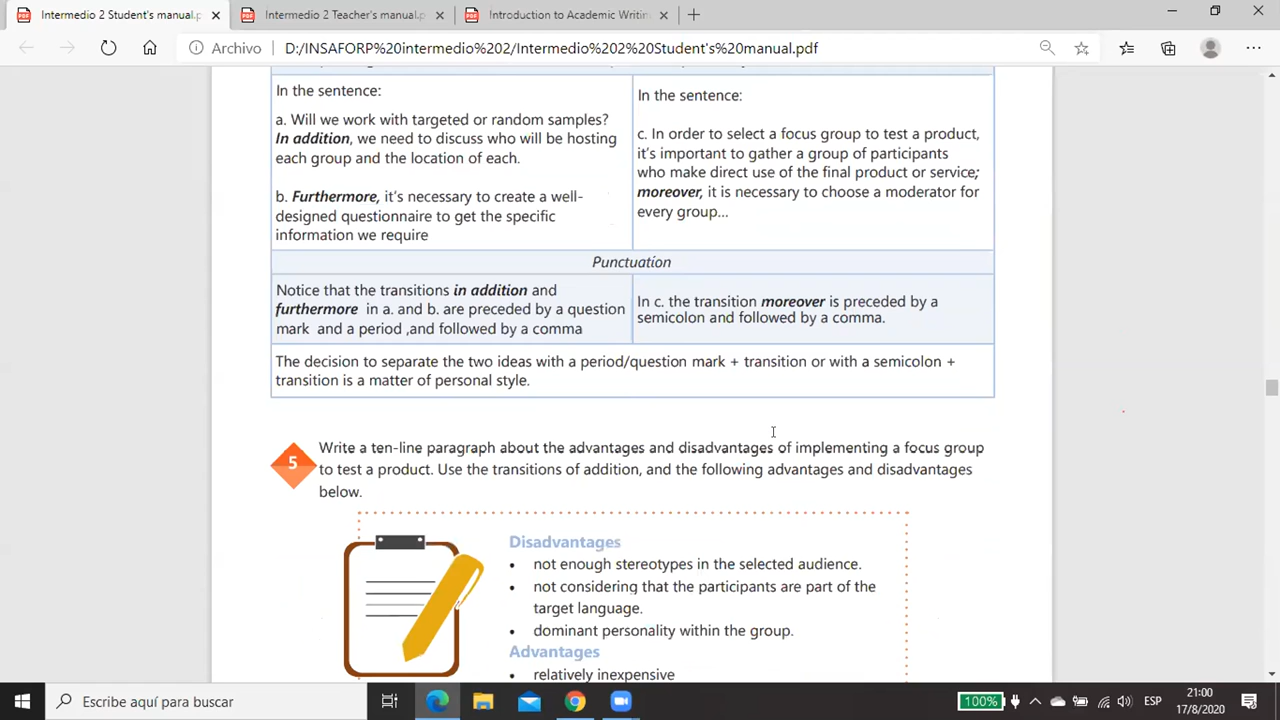 Intermedio 2 Student's manual.p
Intermedio 2 Teacher's manual.p
Introduction to Academic Writin
Archivo
D:/INSAFORP%20intermedio%202/Intermedio%202%20Student's%20manual.pdf
In the sentence:
a. Will we work with targeted or random samples?
In addition, we need to discuss who will be hosting
each group and the location of each.
b. Furthermore, it's necessary to create a well-
designed questionnaire to get the specific
information we require
In the sentence:
c. In order to select a focus group to test a product,
it's important to gather a group of participants
who make direct use of the final product or service;
moreover, it is necessary to choose a moderator for
every group...
Punctuation
Notice that the transitions in addition and
furthermore in a. and b. are preceded by a question
mark and a period ,and followed by a comma
In c. the transition moreover is preceded by a
semicolon and followed by a comma.
The decision to separate the two ideas with a period/question mark + transition or with a semicolon +
transition is a matter of personal style.
5
Write a ten-line paragraph about the advantages and disadvantages of implementing a focus group
to test a product. Use the transitions of addition, and the following advantages and disadvantages
below.
Disadvantages
• not enough stereotypes in the selected audience.
• not considering that the participants are part of the
target language.
• dominant personality within the group.
Advantages
• relatively inexpensive
Escribe aquí para buscar
100%
ESP
21:00
17/8/2020